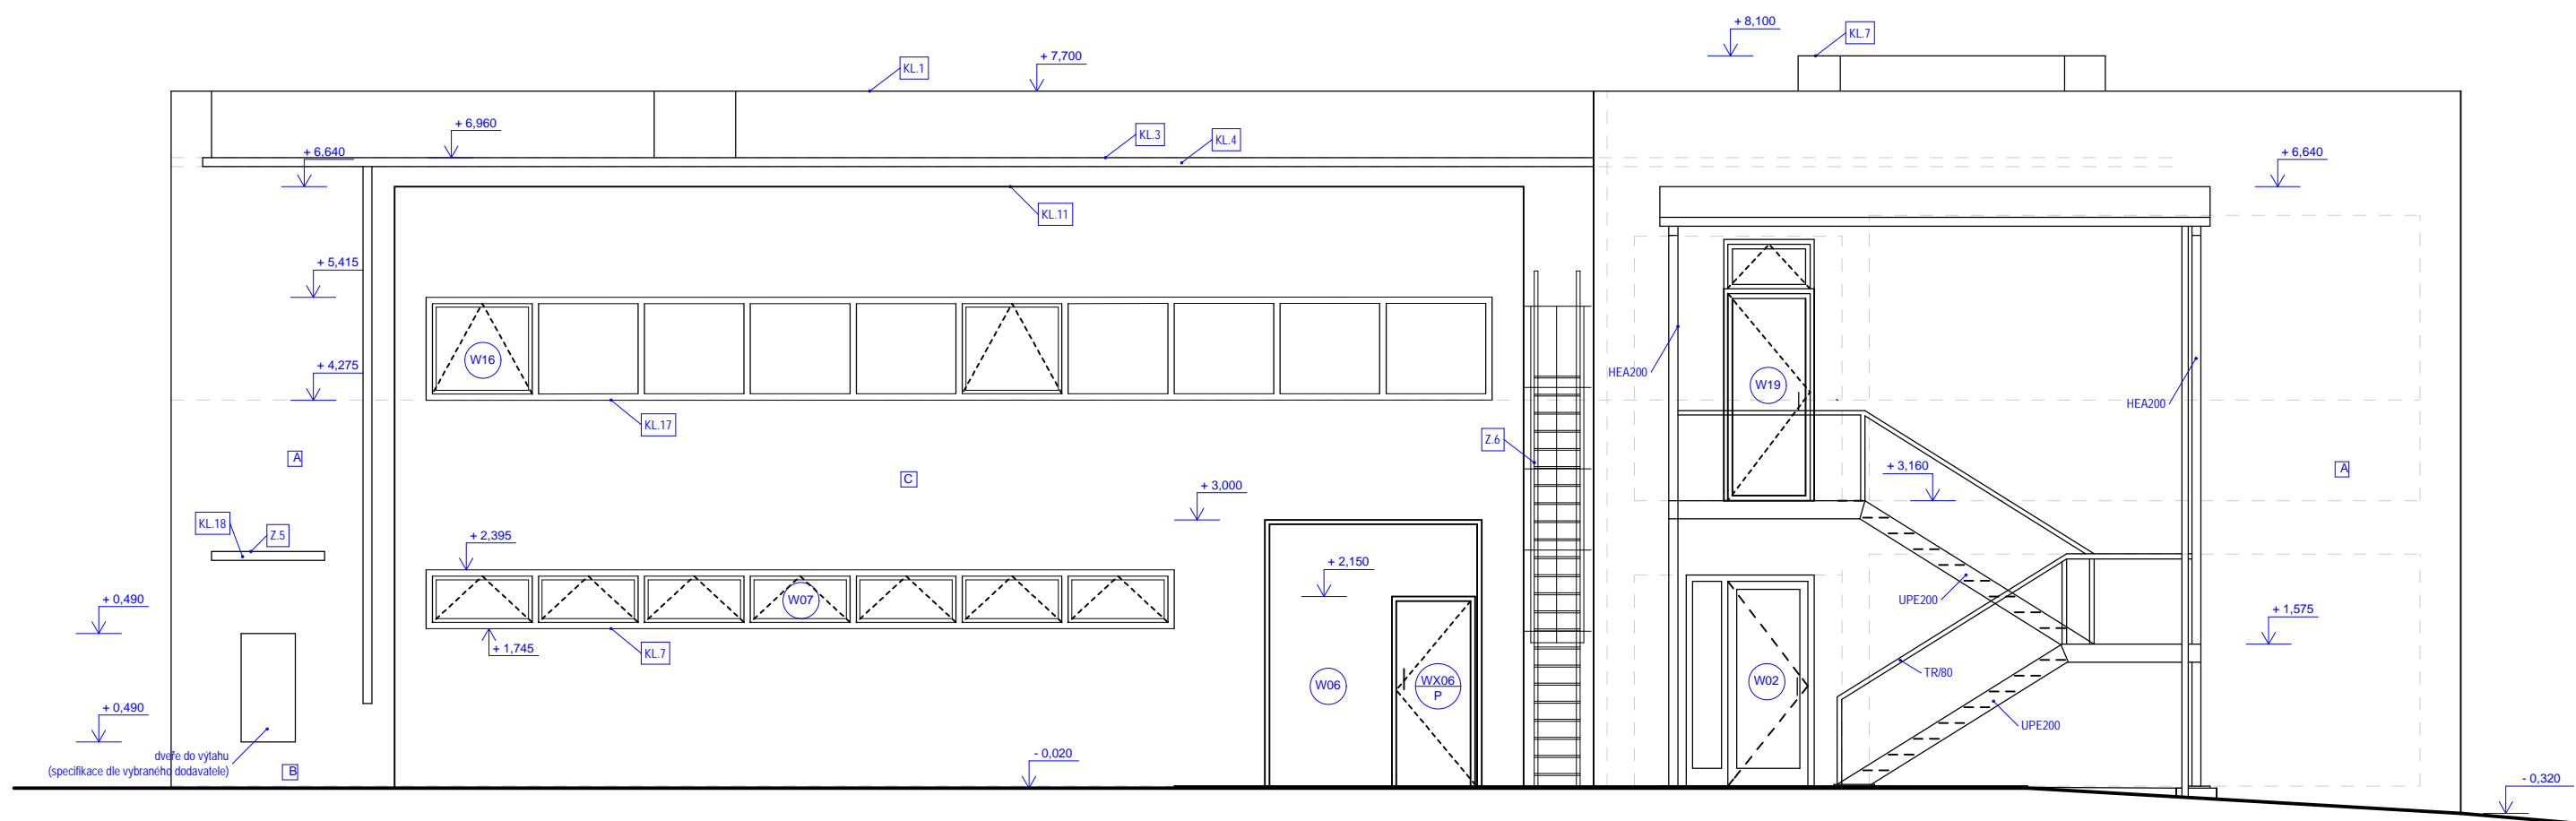 + 8,100
KL.7
+ 7,700
KL.1
+ 6,960
KL.3
KL.4
+ 6,640
+ 6,640
KL.11
+ 5,415
+ 4,275
W16
HEA200
W19
HEA200
KL.17
Z.6
A
C
+ 3,160
A
+ 3,000
KL.18
Z.5
+ 2,395
+ 2,150
W07
UPE200
+ 0,490
+ 1,575
+ 1,745
KL.7
TR/80
W06
WX06
P
W02
+ 0,490
UPE200
dveře do výtahu
(specifikace dle vybraného dodavatele)
B
- 0,020
- 0,320